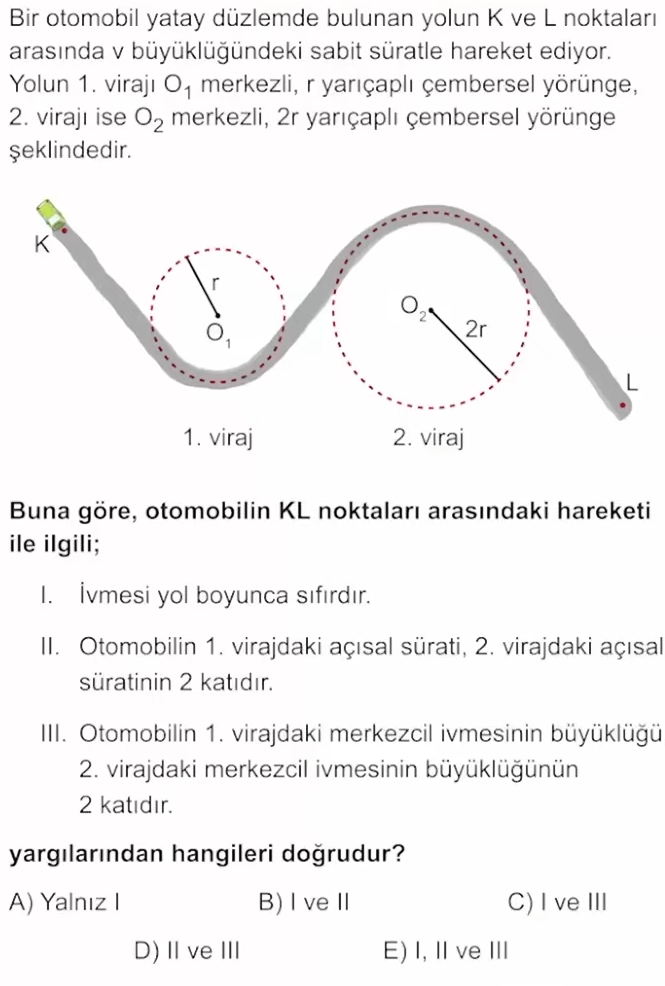 Bir otomobil yatay düzlemde bulunan yolun K ve L noktaları
arasında v büyüklüğündeki sabit süratle hareket ediyor.
Yolun 1. virajı O₁ merkezli, r yarıçaplı çembersel yörünge,
2. virajı ise O₂ merkezli, 2r yarıçaplı çembersel yörünge
şeklindedir.
K
r
O₁
O₂
2r
L
1. viraj
2. viraj
Buna göre, otomobilin KL noktaları arasındaki hareketi
ile ilgili;
I. İvmesi yol boyunca sıfırdır.
II. Otomobilin 1. virajdaki açısal sürati, 2. virajdaki açısal
süratinin 2 katıdır.
III. Otomobilin 1. virajdaki merkezcil ivmesinin büyüklüğü
2. virajdaki merkezcil ivmesinin büyüklüğünün
2 katıdır.
yargılarından hangileri doğrudur?
A) Yalnız I B) I ve II C) I ve III
D) II ve III E) I, II ve III